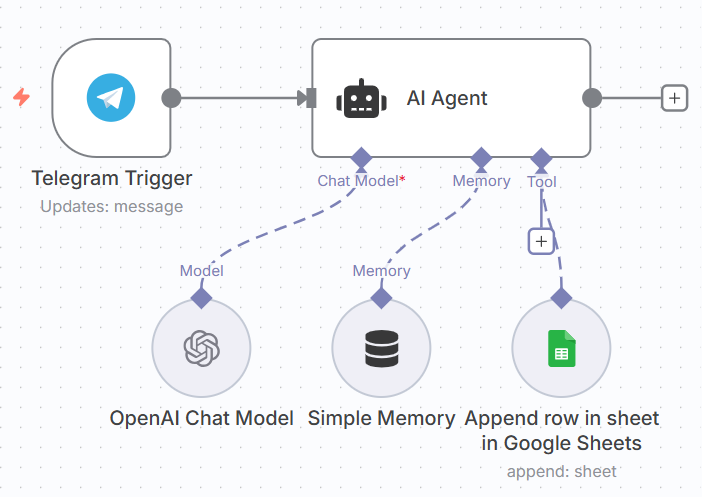 AI Agent
Telegram Trigger
Updates: message
Chat Model*
Memory
Tool
Model
Memory
OpenAI Chat Model
Simple Memory
Append row in sheet
in Google Sheets
append: sheet